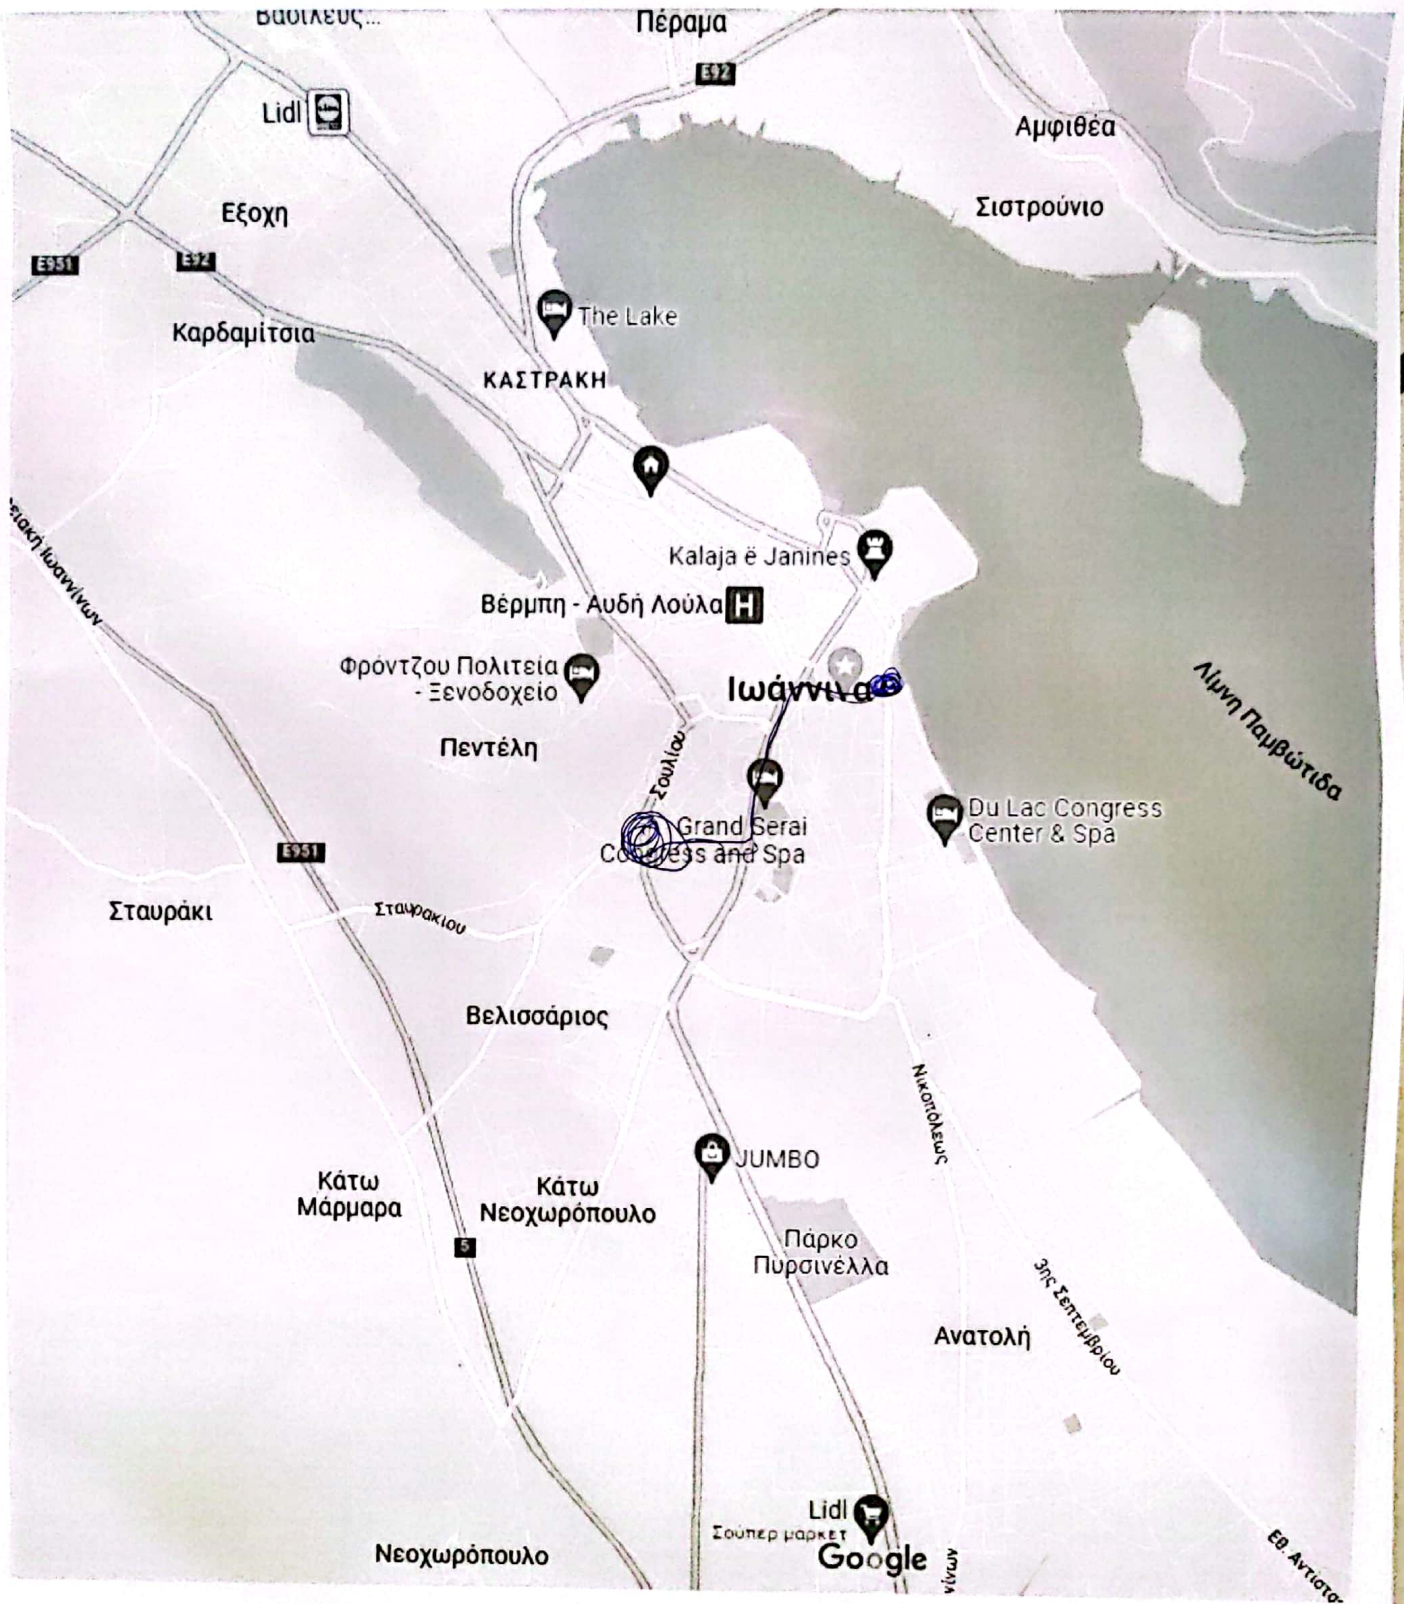 Πέραμα
E92
Lidl
Αμφιθέα
Σιστρούνιο
Εξοχη
E951
E92
Καρδαμίτσια
The Lake
ΚΑΣΤΡΑΚΗ
Kalaja ë Janines
Βέρμπη - Αυδή Λούλα H
Φρόντζου Πολιτεία
- Ξενοδοχείο
Ιωάννινα
Λίμνη Παμβώτιδα
Πεντέλη
Σουλίου
Grand Serai
Congress and Spa
Du Lac Congress
Center & Spa
E951
Σταυράκι
Σταυρακίου
Βελισσάριος
Νικοπόλεως
JUMBO
Κάτω
Μάρμαρα
Κάτω
Νεοχωρόπουλο
5
Πάρκο
Πυρσινέλλα
3ης Σεπτεμβρίου
Ανατολή
Lidl
Σούπερ μάρκετ
Google
Νεοχωρόπουλο